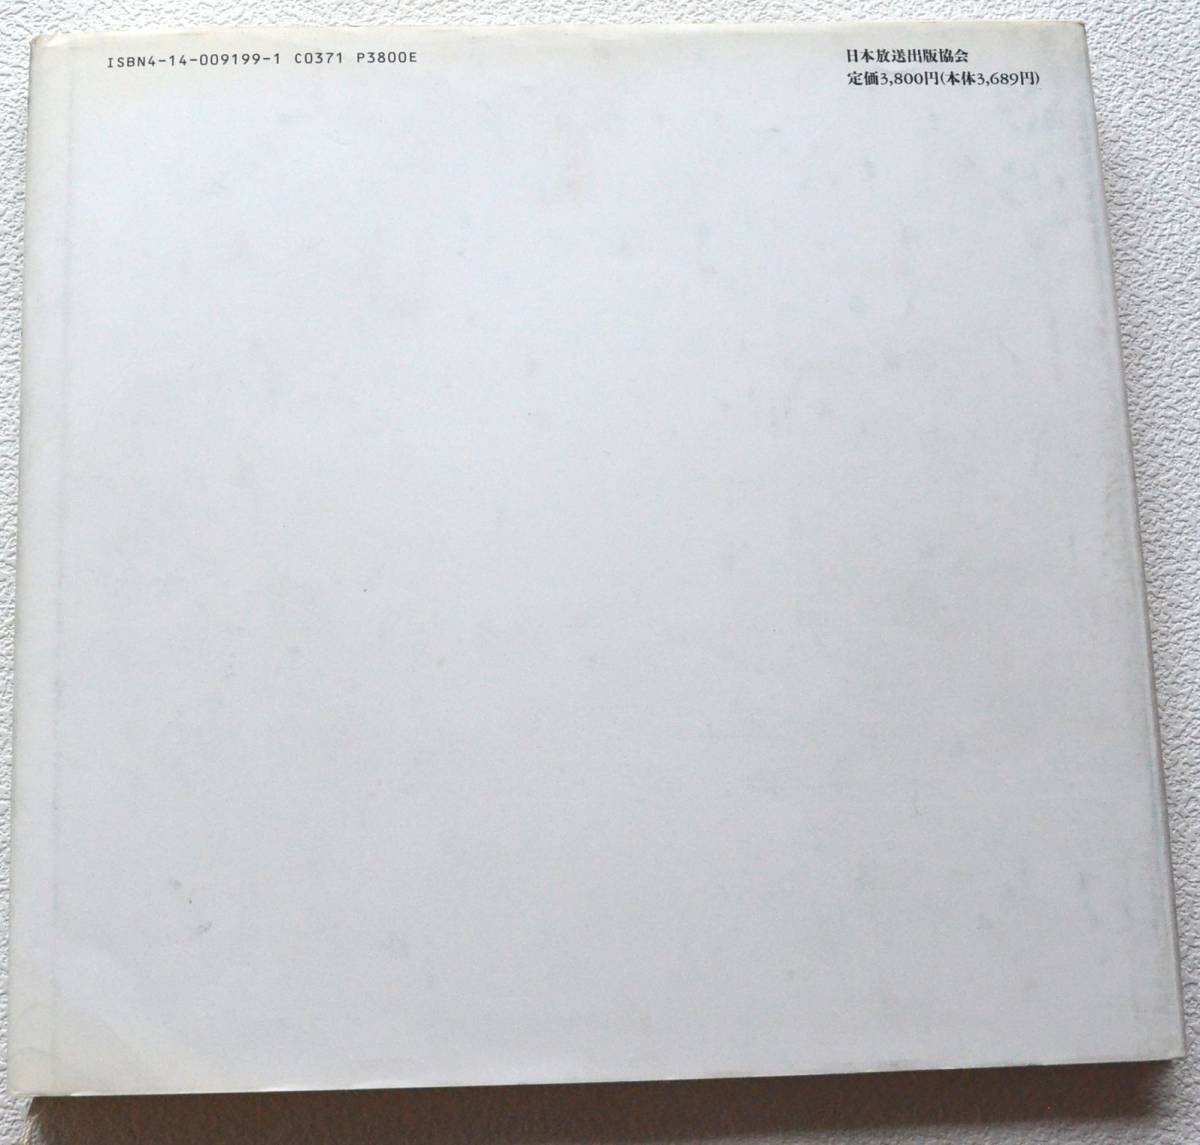 ISBN4-14-009199-1 C0371 P3800E
日本放送出版協会
定価3,800円(本体3,689円)